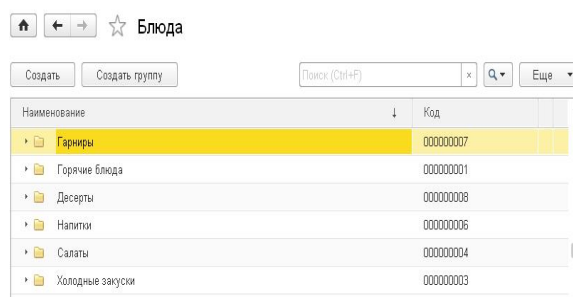 Блюда
Создать Создать группу Поиск (Ctrl+F) × Еще
Наименование ↓ Код
Гарниры 000000007
Горячие блюда 000000001
Десерты 000000008
Напитки 000000006
Салаты 000000004
Холодные закуски 000000003